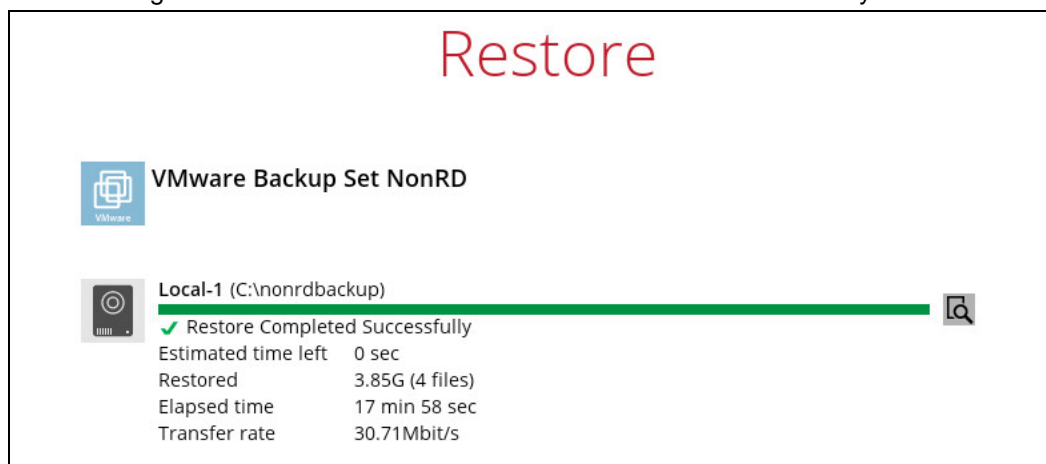 Restore
VMware Backup Set NonRD
VMware
Local-1 (C:\nonrdbackup)
Restore Completed Successfully
Estimated time left 0 sec
Restored 3.85G (4 files)
Elapsed time 17 min 58 sec
Transfer rate 30.71Mbit/s